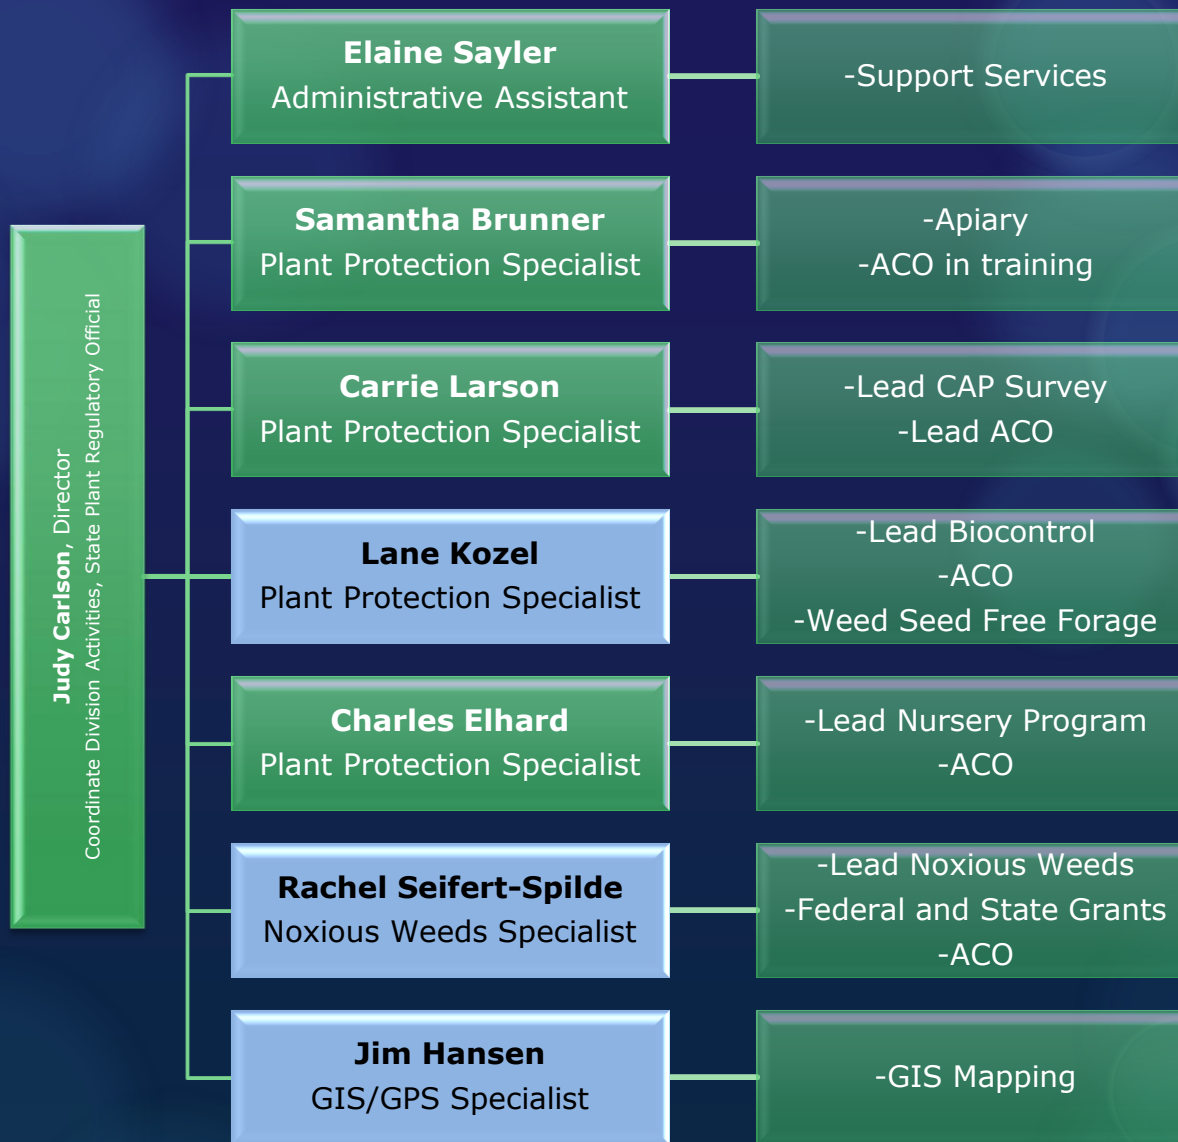 Judy Carlson, Director
Coordinate Division Activities, State Plant Regulatory Official
Elaine Sayler
Administrative Assistant
-Support Services
Samantha Brunner
Plant Protection Specialist
-Apiary
-ACO in training
Carrie Larson
Plant Protection Specialist
-Lead CAP Survey
-Lead ACO
Lane Kozel
Plant Protection Specialist
-Lead Biocontrol
-ACO
-Weed Seed Free Forage
Charles Elhard
Plant Protection Specialist
-Lead Nursery Program
-ACO
Rachel Seifert-Spilde
Noxious Weeds Specialist
-Lead Noxious Weeds
-Federal and State Grants
-ACO
Jim Hansen
GIS/GPS Specialist
-GIS Mapping